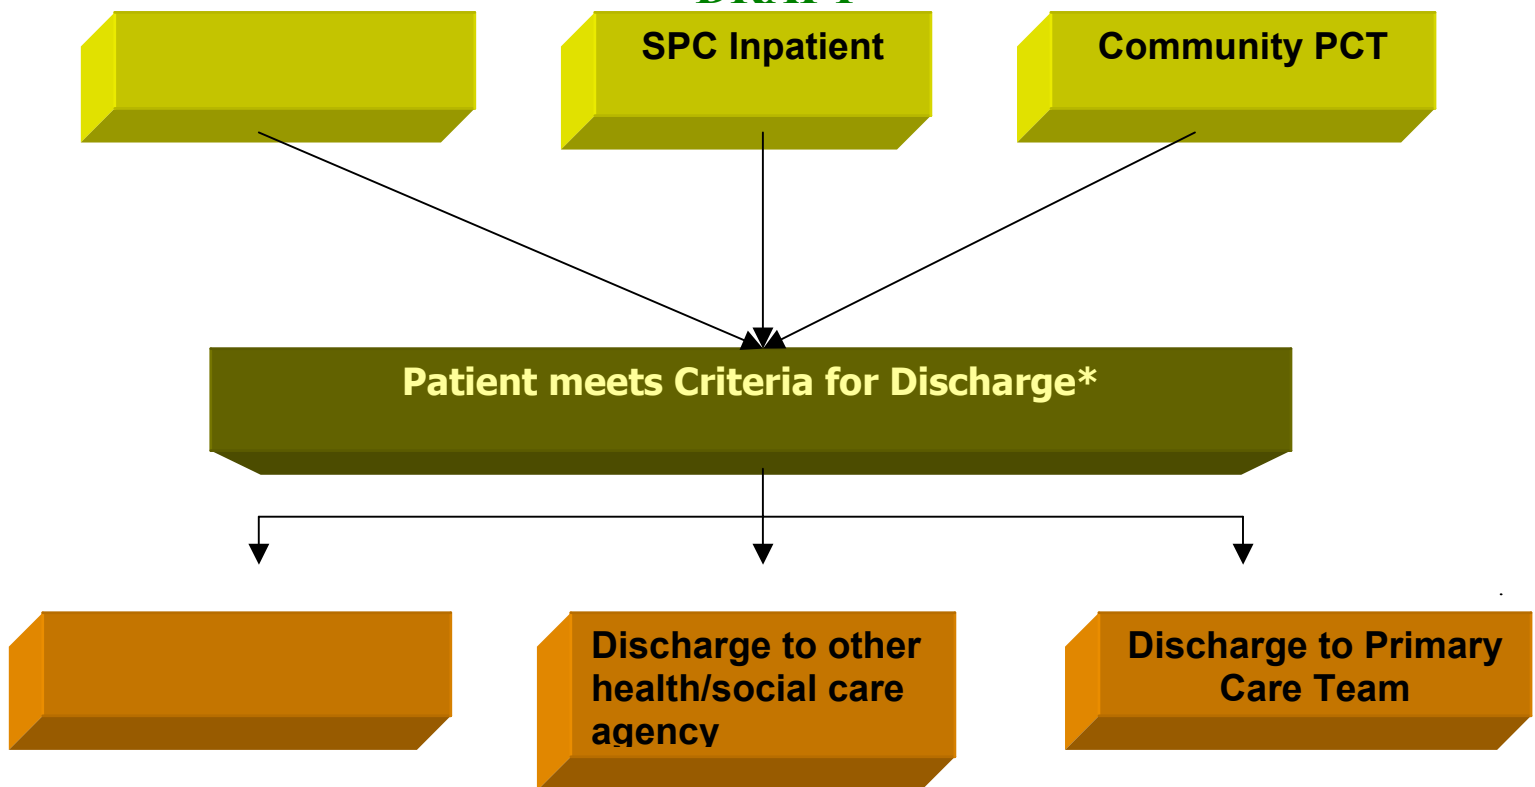 DRAFT
SPC Inpatient
Community PCT
Patient meets Criteria for Discharge*
Discharge to other
health/social care
agency
Discharge to Primary
Care Team